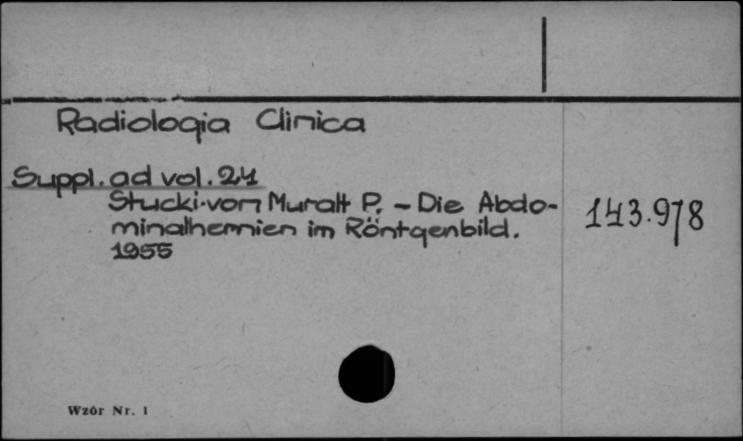 Radiologia Clinica
Suppl. ad vol. 24
Stucki-von Muralt P. – Die Abdo-
minalhernien im Röntgenbild.
1955
143.978
Wzór Nr. 1